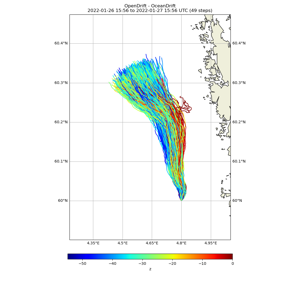 OpenDrift - OceanDrift
2022-01-26 15:56 to 2022-01-27 15:56 UTC (49 steps)
60.4°N 60.4°N
60.3°N 60.3°N
60.2°N 60.2°N
60.1°N 60.1°N
60°N 60°N
4.35°E 4.5°E 4.65°E 4.8°E 4.95°E
−50 −40 −30 −20 −10 0
z